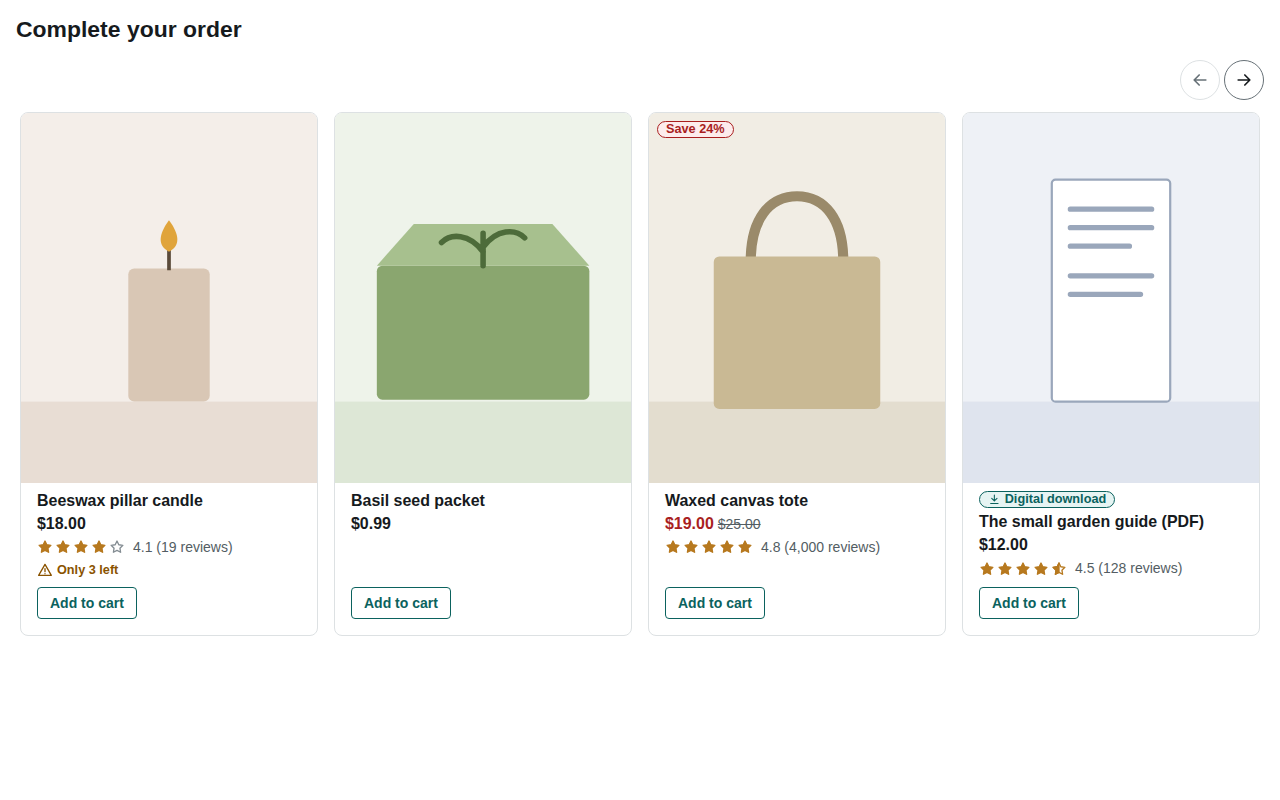 Complete your order
Beeswax pillar candle
$18.00
4.1 (19 reviews)
Only 3 left
Add to cart
Basil seed packet
$0.99
Add to cart
Save 24%
Waxed canvas tote
$19.00 $25.00
4.8 (4,000 reviews)
Add to cart
Digital download
The small garden guide (PDF)
$12.00
4.5 (128 reviews)
Add to cart